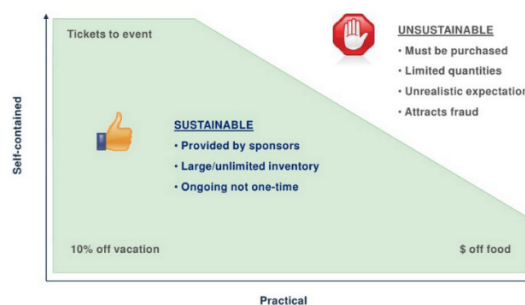 Tickets to event
UNSUSTAINABLE
• Must be purchased
• Limited quantities
• Unrealistic expectation
• Attracts fraud
Self-contained
SUSTAINABLE
• Provided by sponsors
• Large/unlimited inventory
• Ongoing not one-time
10% off vacation
$ off food
Practical